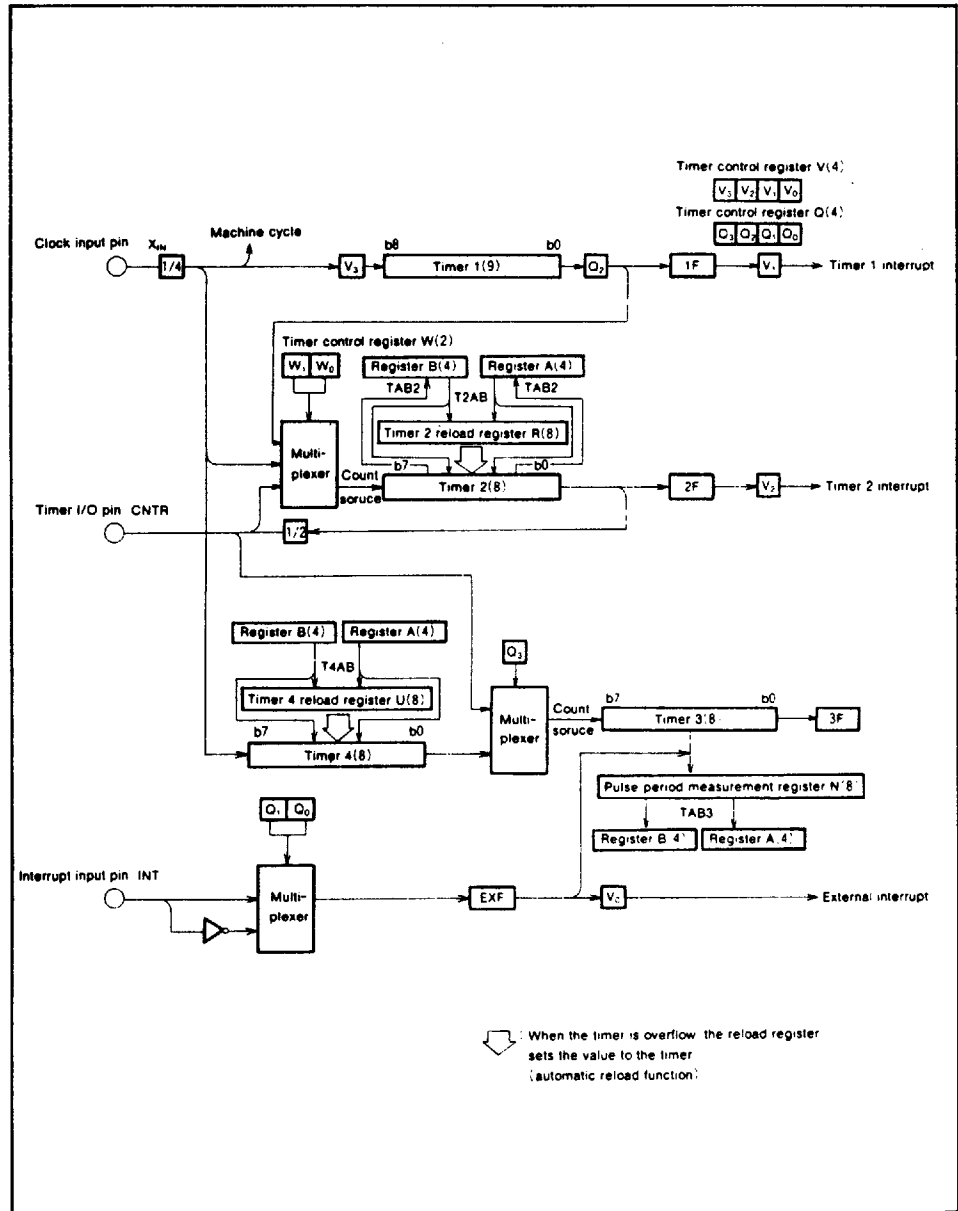 Timer control register V(4)
V3 V2 V1 V0
Timer control register Q(4)
Q3 Q2 Q1 Q0
Machine cycle
Clock input pin XIN
1/4
V3
b8 b0
Timer 1(9)
Q2
1F
Timer 1 interrupt
Timer control register W(2)
W1 W0
Register B(4) Register A(4)
TAB2 T2AB TAB2
Timer 2 reload register R(8)
Multi-
plexer
b7 b0
Count
soruce
Timer 2(8)
2F
V2
Timer 2 interrupt
Timer I/O pin CNTR
1/2
Register B(4) Register A(4)
T4AB
Timer 4 reload register U(8)
b7 b0
Timer 4(8)
Q3
Multi-
plexer
Count
soruce
b7 b0
Timer 3(8
3F
Pulse period measurement register N(8)
TAB3
Register B(4) Register A(4)
Q1 Q0
Interrupt input pin INT
Multi-
plexer
EXF
External interrupt
: When the timer is overflow the reload register
sets the value to the timer
(automatic reload function)